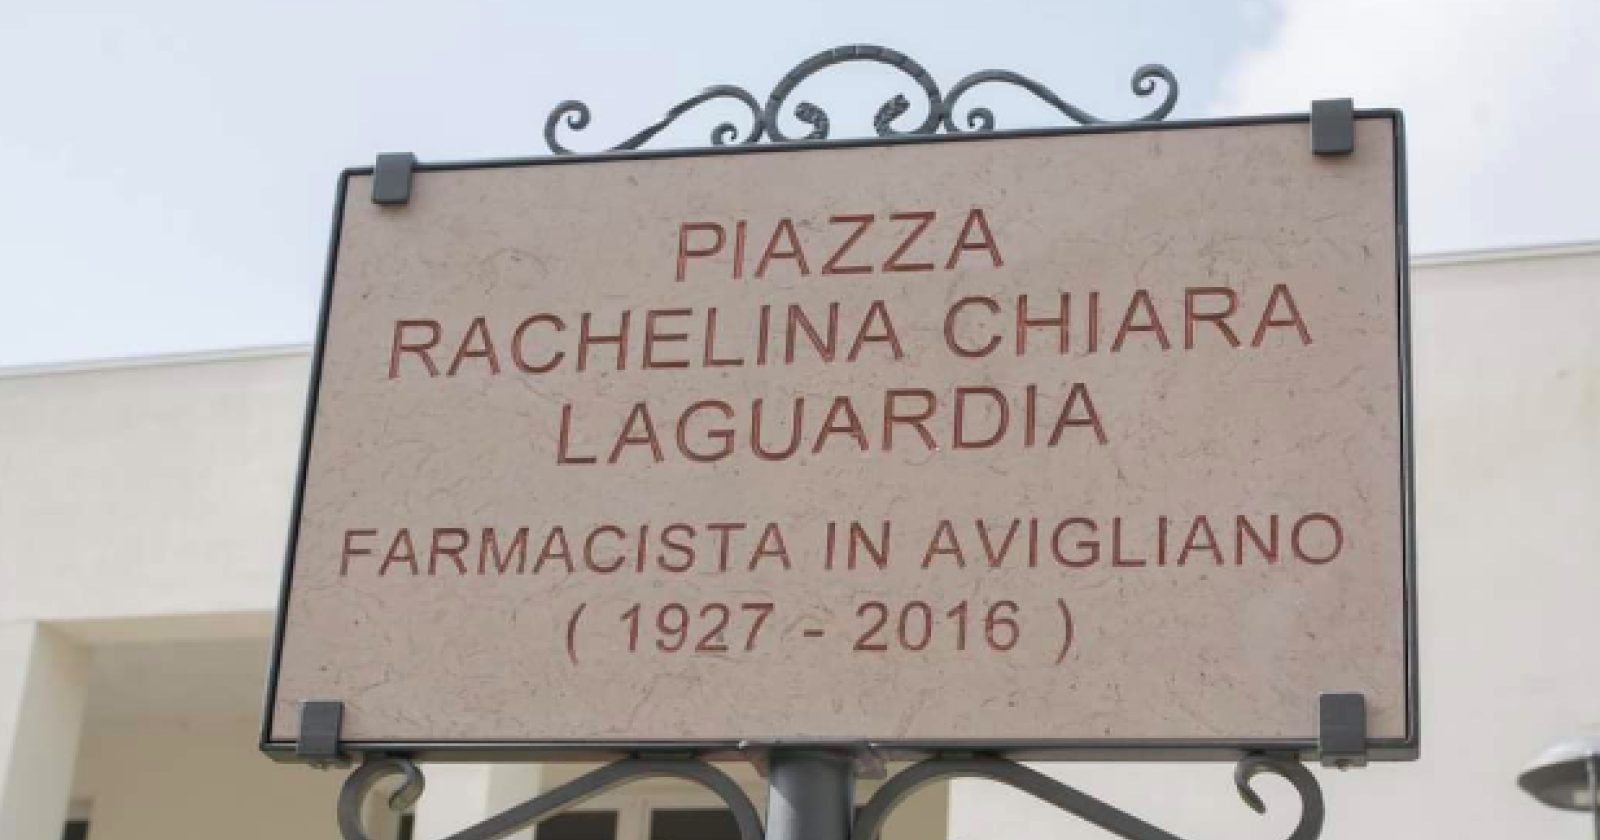 PIAZZA
RACHELINA CHIARA
LAGUARDIA
FARMACISTA IN AVIGLIANO
( 1927 - 2016 )